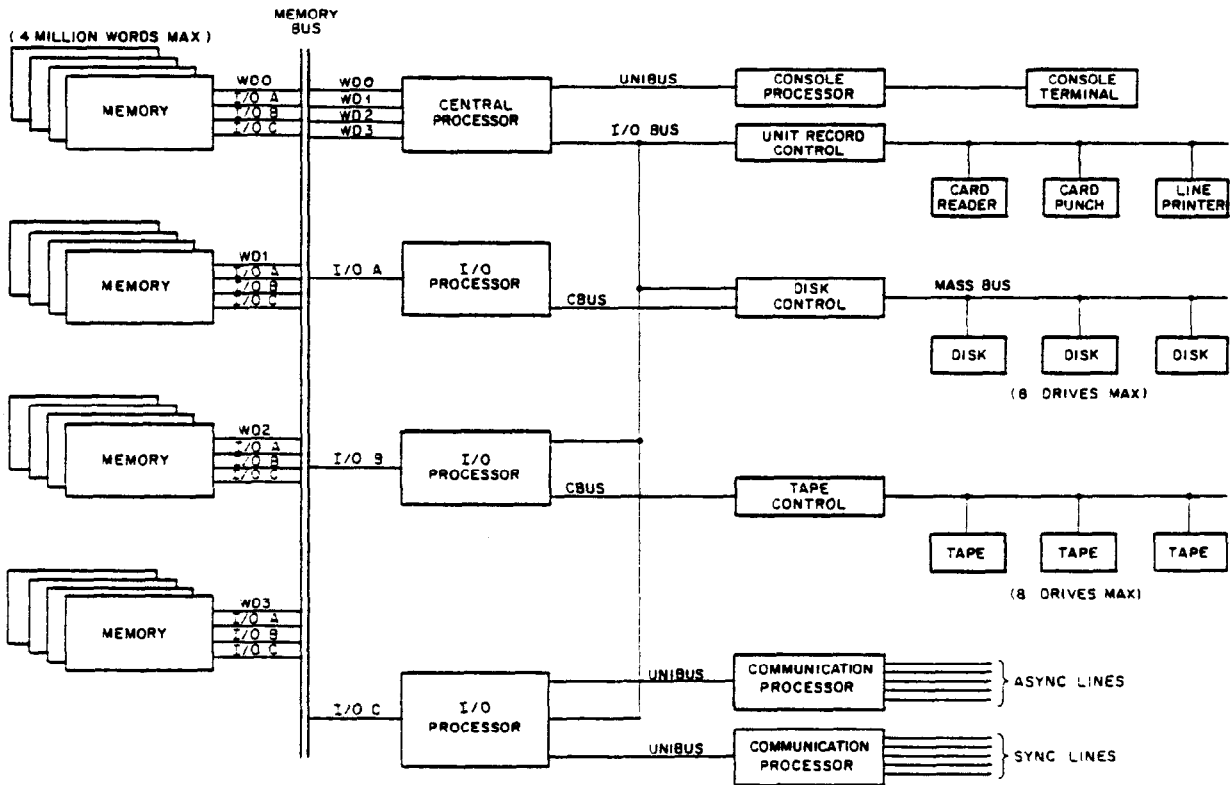 MEMORY
BUS
(4 MILLION WORDS MAX)
MEMORY
WD0
I/O A
I/O B
I/O C
WD0
WD1
WD2
WD3
CENTRAL
PROCESSOR
UNIBUS
I/O BUS
CONSOLE
PROCESSOR
CONSOLE
TERMINAL
UNIT RECORD
CONTROL
CARD
READER
CARD
PUNCH
LINE
PRINTER
MEMORY
WD1
I/O A
I/O B
I/O C
I/O A
I/O
PROCESSOR
CBUS
DISK
CONTROL
MASS BUS
DISK
DISK
DISK
(8 DRIVES MAX)
MEMORY
WD2
I/O A
I/O B
I/O C
I/O B
I/O
PROCESSOR
CBUS
TAPE
CONTROL
TAPE
TAPE
TAPE
(8 DRIVES MAX)
MEMORY
WD3
I/O A
I/O B
I/O C
I/O C
I/O
PROCESSOR
UNIBUS
COMMUNICATION
PROCESSOR
ASYNC LINES
UNIBUS
COMMUNICATION
PROCESSOR
SYNC LINES